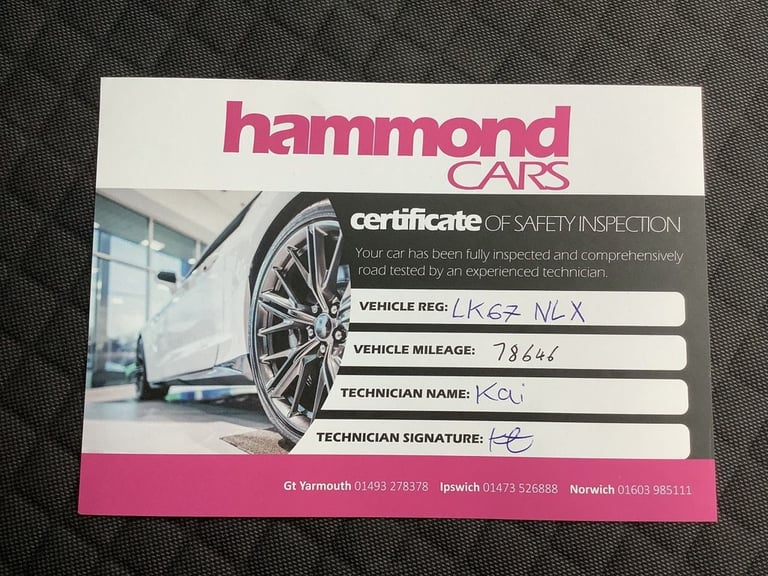 hammond
CARS
certificate OF SAFETY INSPECTION
Your car has been fully inspected and comprehensively
road tested by an experienced technician.
VEHICLE REG: LK67 NLX
VEHICLE MILEAGE: 78646
TECHNICIAN NAME: Kai
TECHNICIAN SIGNATURE:
Gt Yarmouth 01493 278378 Ipswich 01473 526888 Norwich 01603 985111